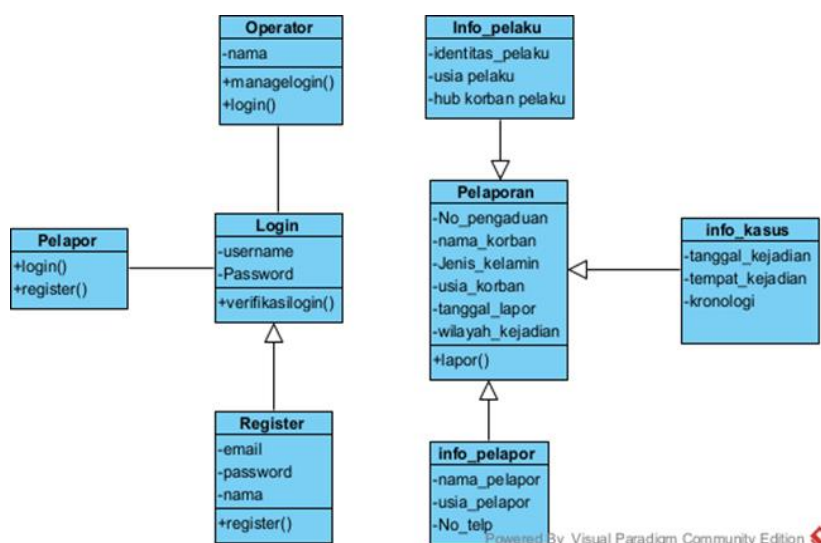 Operator
-nama
+managelogin()
+login()
Info_pelaku
-identitas_pelaku
-usia pelaku
-hub korban pelaku
Pelapor
+login()
+register()
Login
-username
-Password
+verifikasilogin()
Pelaporan
-No_pengaduan
-nama_korban
-Jenis_kelamin
-usia_korban
-tanggal_lapor
-wilayah_kejadian
+lapor()
info_kasus
-tanggal_kejadian
-tempat_kejadian
-kronologi
Register
-email
-password
-nama
+register()
info_pelapor
-nama_pelapor
-usia_pelapor
-No_telp
Powered By Visual Paradigm Community Edition